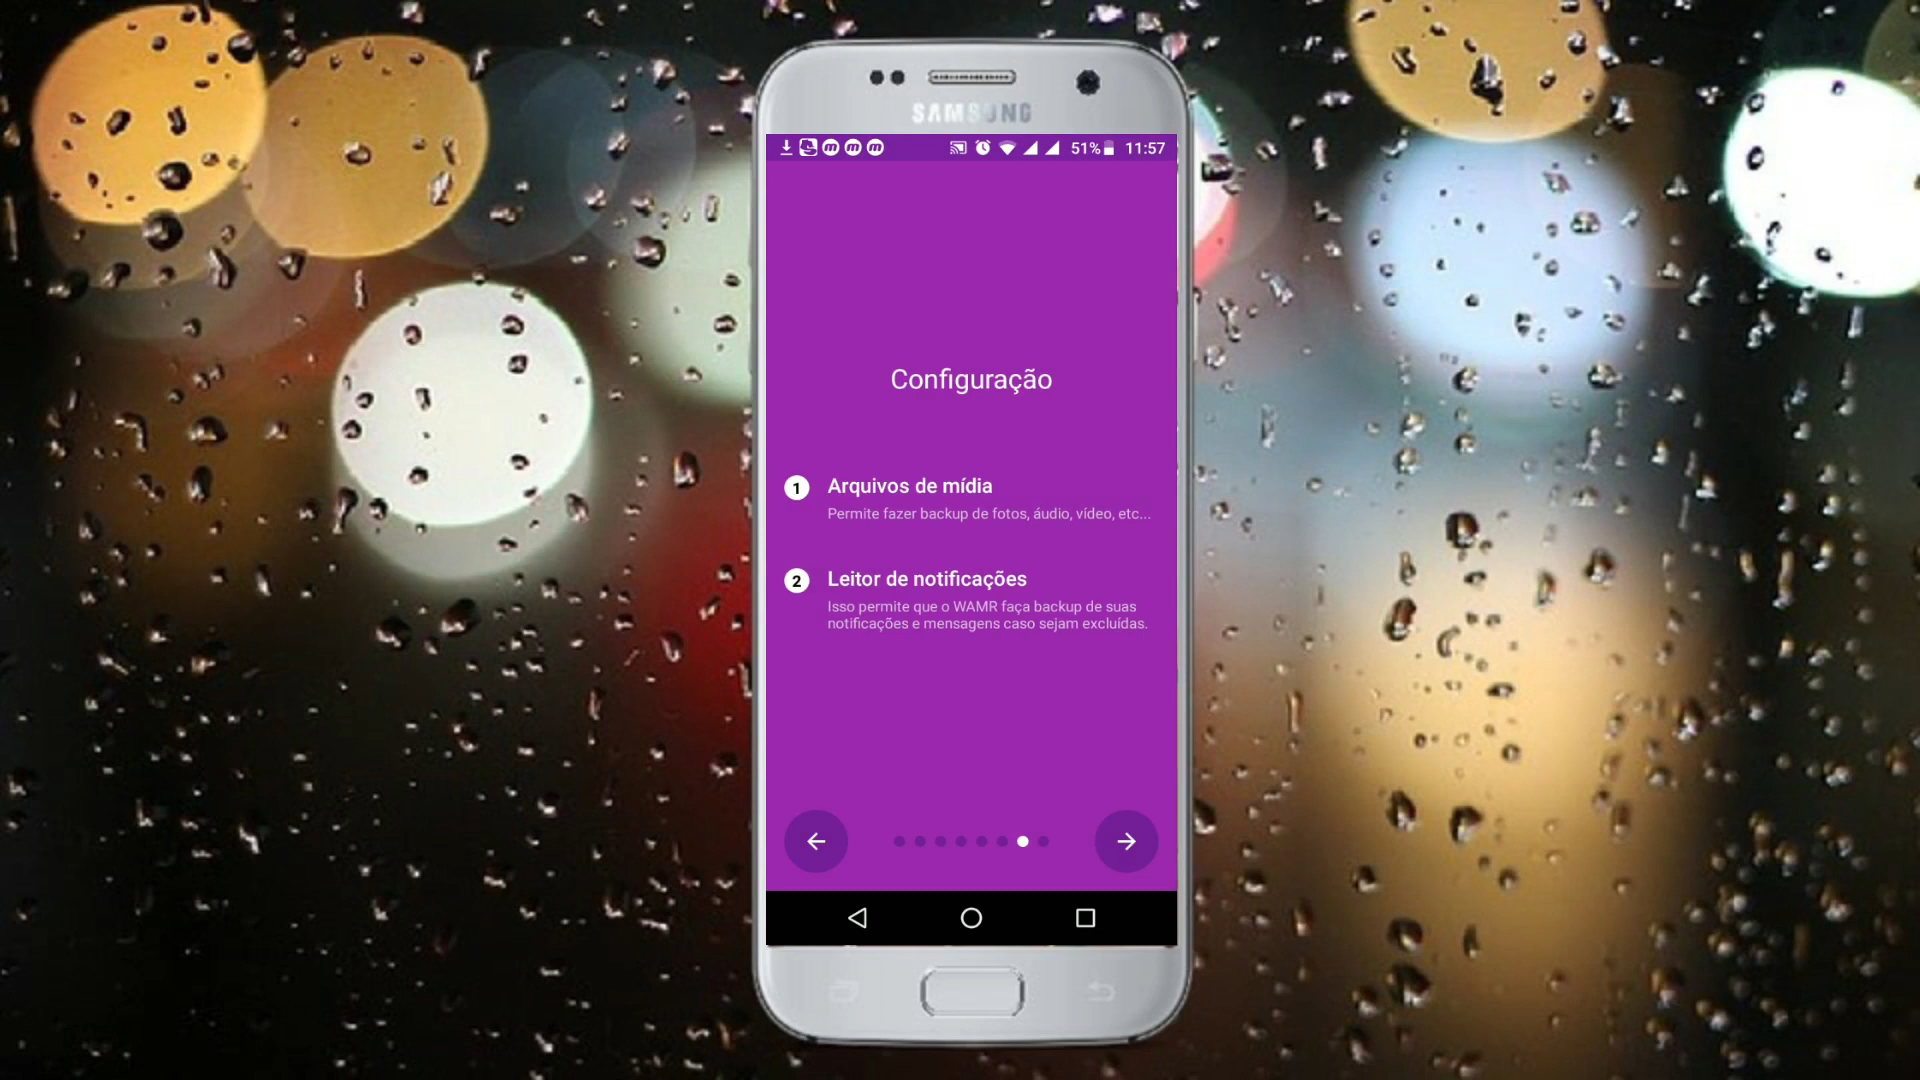 SAMSUNG
51% 11:57
Configuração
1 Arquivos de mídia
Permite fazer backup de fotos, áudio, vídeo, etc...
2 Leitor de notificações
Isso permite que o WAMR faça backup de suas
notificações e mensagens caso sejam excluídas.